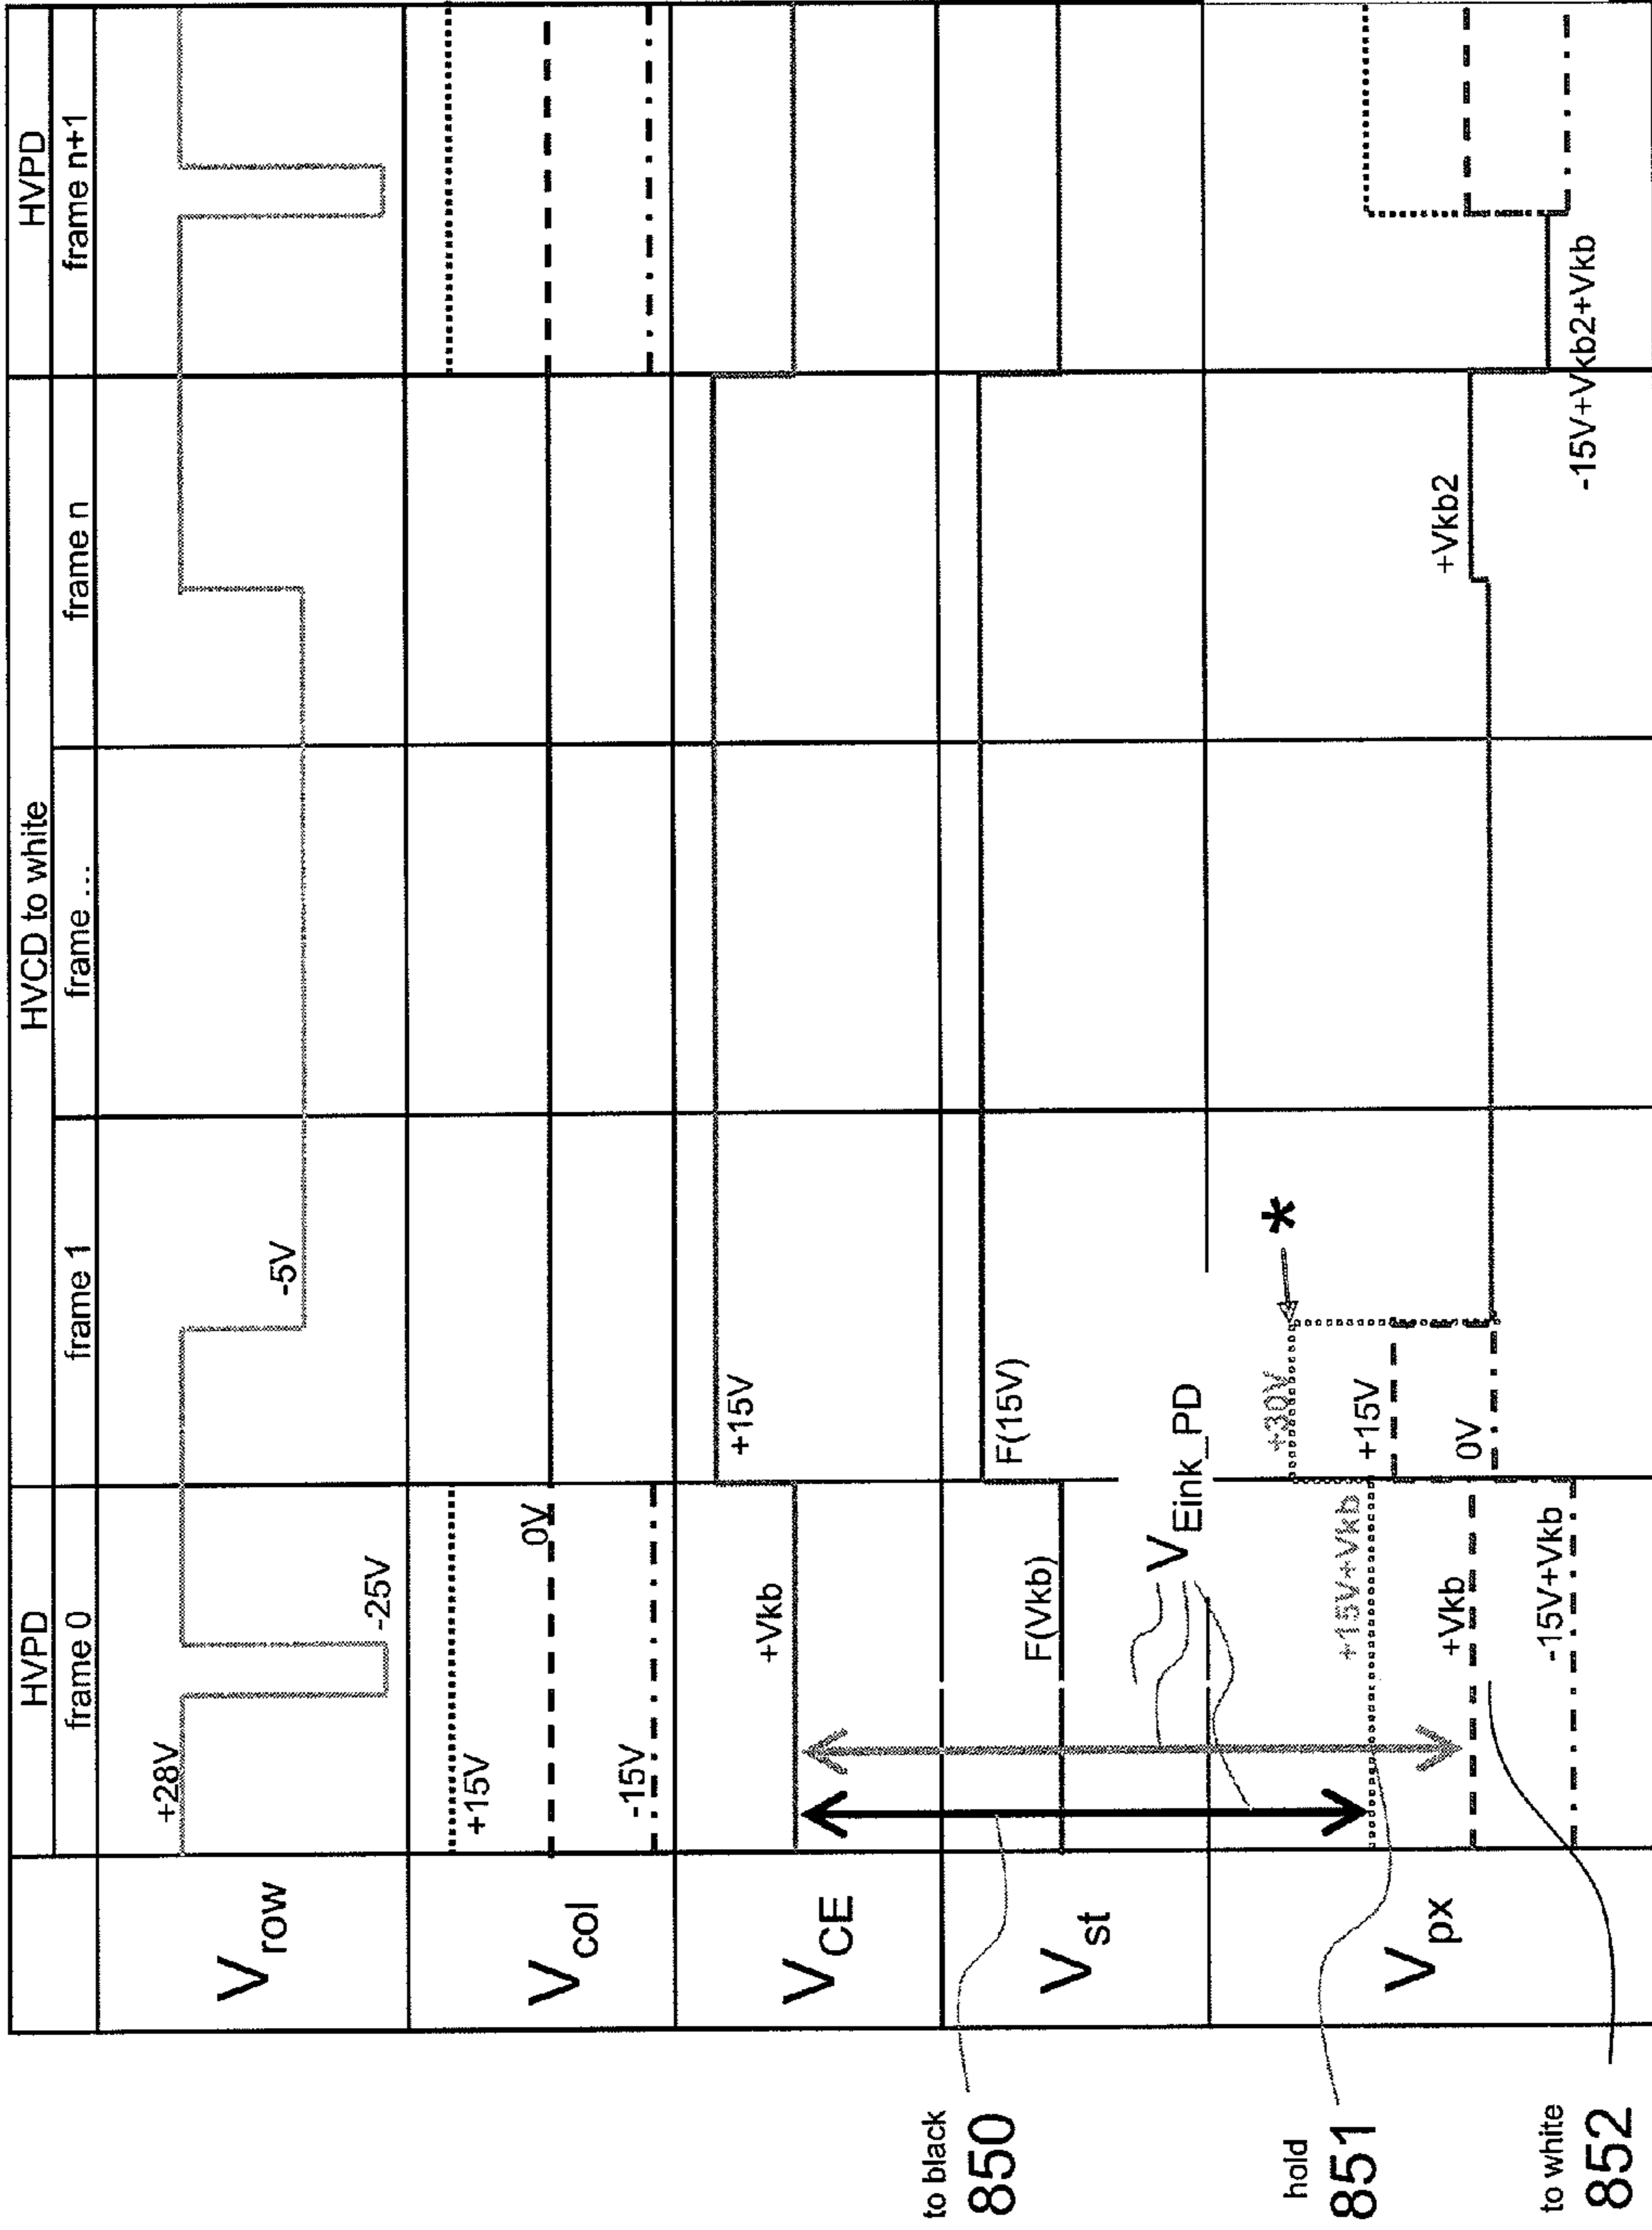 HVPD
HVCD to white
HVPD
frame 0
frame 1
frame ...
frame n
frame n+1
Vrow
+28V
-25V
-5V
Vcol
+15V
0V
-15V
VCE
+Vkb
+15V
Vst
F(Vkb)
F(15V)
VEink_PD
Vpx
+15V+Vkb
+Vkb
-15V+Vkb
+30V
+15V
0V
*
+Vkb2
-15V+Vkb2+Vkb
to black
850
hold
851
to white
852